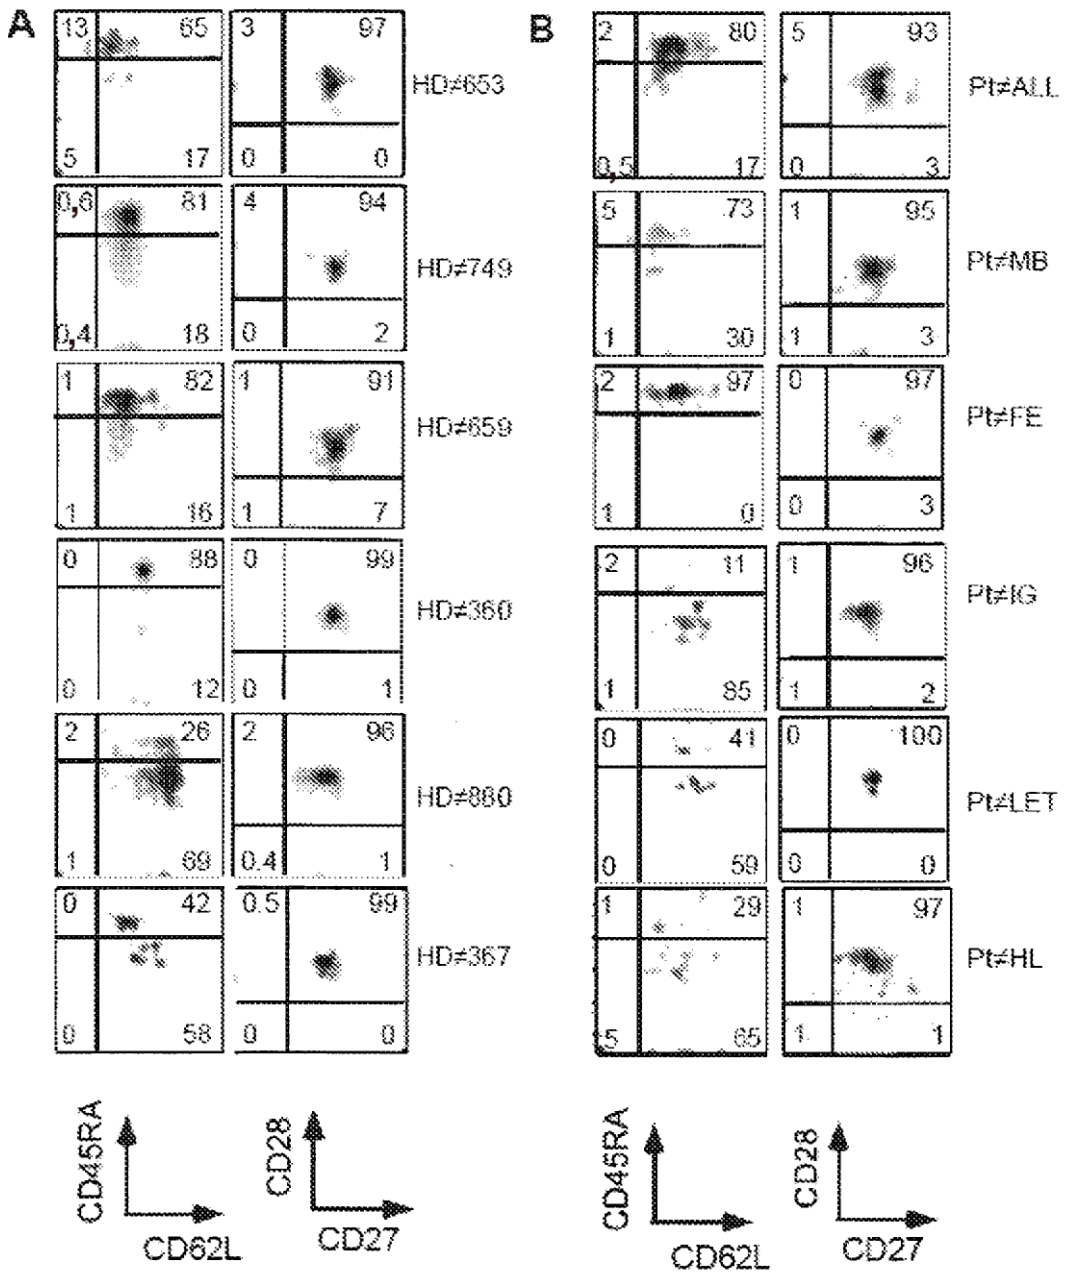 A
B
13 65 3 97
HD≠653
5 17 0 0
2 80 5 93
Pt≠ALL
0,5 17 0 3
0,6 81 4 94
HD≠749
0,4 18 0 2
5 73 1 95
Pt≠MB
1 30 1 3
1 82 1 91
HD≠659
1 16 1 7
2 97 0 97
Pt≠FE
1 0 0 3
0 88 0 99
HD≠360
0 12 0 1
2 11 1 96
Pt≠IG
1 85 1 2
2 26 2 96
HD≠880
1 69 0.4 1
0 41 0 100
Pt≠LET
0 59 0 0
0 42 0.5 99
HD≠367
0 58 0 0
1 29 1 97
Pt≠HL
5 65 1 1
CD45RA
CD62L
CD28
CD27
CD45RA
CD62L
CD28
CD27